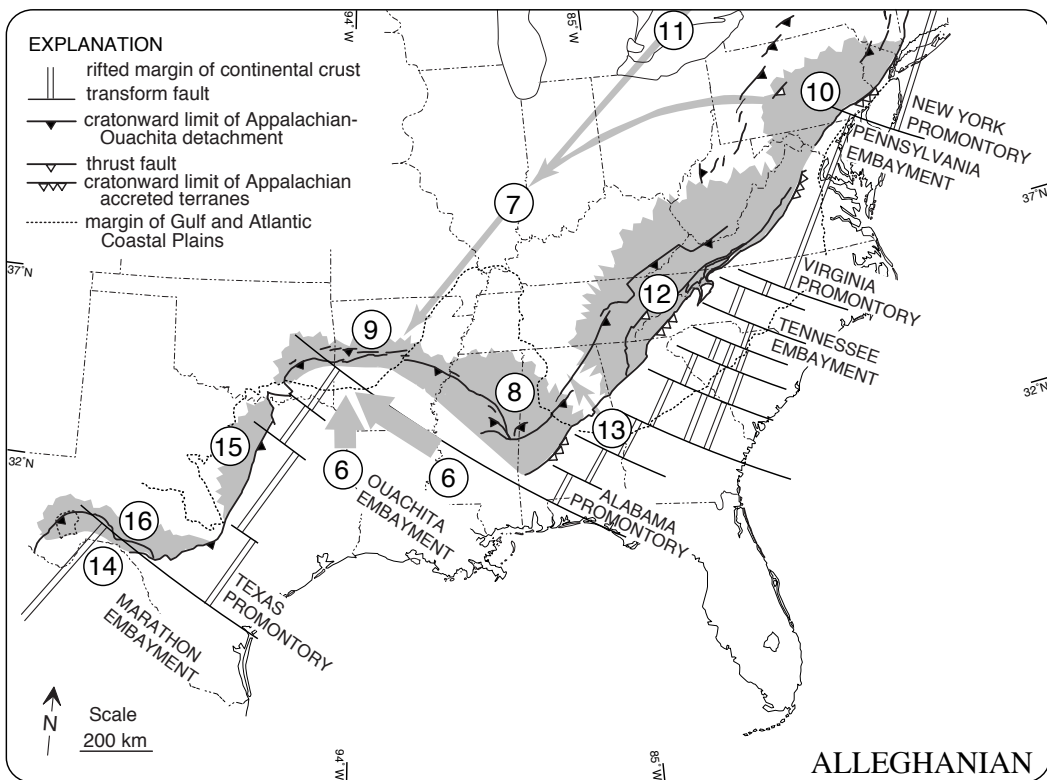 94°W
85°W
EXPLANATION
rifted margin of continental crust
transform fault
cratonward limit of Appalachian-
Ouachita detachment
thrust fault
cratonward limit of Appalachian
accreted terranes
margin of Gulf and Atlantic
Coastal Plains
11
10
NEW YORK
PROMONTORY
PENNSYLVANIA
EMBAYMENT
37°N
7
37°N
VIRGINIA
PROMONTORY
12
9
TENNESSEE
EMBAYMENT
8
32°N
13
15
32°N
6
6
OUACHITA
EMBAYMENT
ALABAMA
PROMONTORY
16
14
TEXAS
PROMONTORY
MARATHON
EMBAYMENT
N
Scale
200 km
94°W
85°W
ALLEGHANIAN